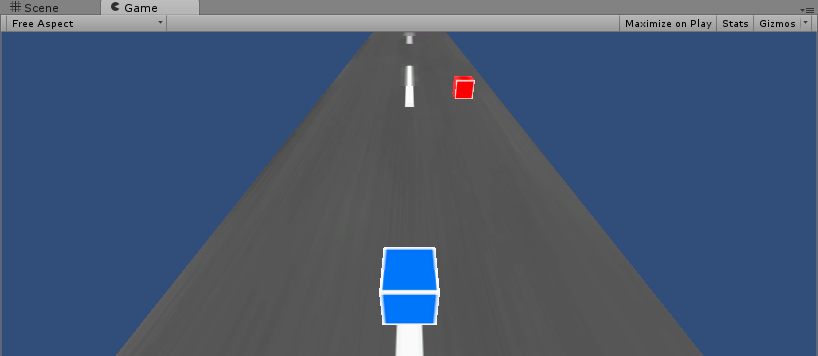 Scene Game
Free Aspect Maximize on Play Stats Gizmos